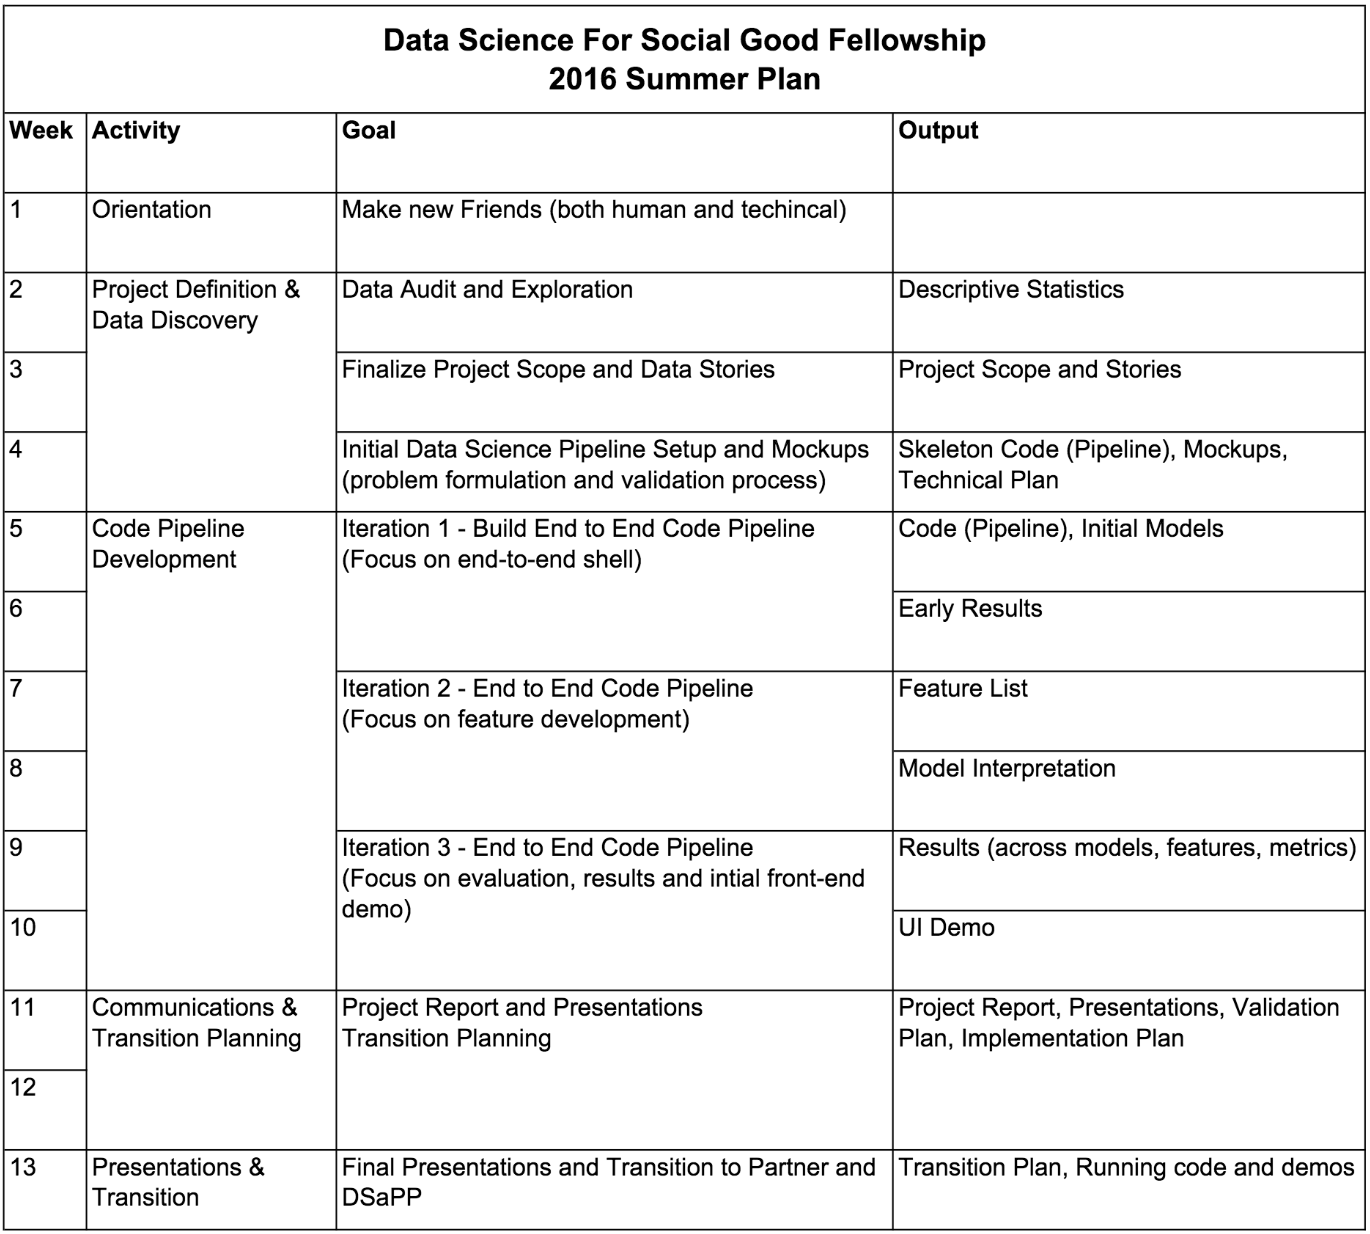 Data Science For Social Good Fellowship
2016 Summer Plan
Week Activity Goal Output
1 Orientation Make new Friends (both human and techincal)
2 Project Definition & Data Audit and Exploration Descriptive Statistics
Data Discovery
3 Finalize Project Scope and Data Stories Project Scope and Stories
4 Initial Data Science Pipeline Setup and Mockups Skeleton Code (Pipeline), Mockups,
(problem formulation and validation process) Technical Plan
5 Code Pipeline Iteration 1 - Build End to End Code Pipeline Code (Pipeline), Initial Models
Development (Focus on end-to-end shell)
6 Early Results
7 Iteration 2 - End to End Code Pipeline Feature List
(Focus on feature development)
8 Model Interpretation
9 Iteration 3 - End to End Code Pipeline Results (across models, features, metrics)
(Focus on evaluation, results and intial front-end
demo)
10 UI Demo
11 Communications & Project Report and Presentations Project Report, Presentations, Validation
Transition Planning Transition Planning Plan, Implementation Plan
12
13 Presentations & Final Presentations and Transition to Partner and Transition Plan, Running code and demos
Transition DSaPP